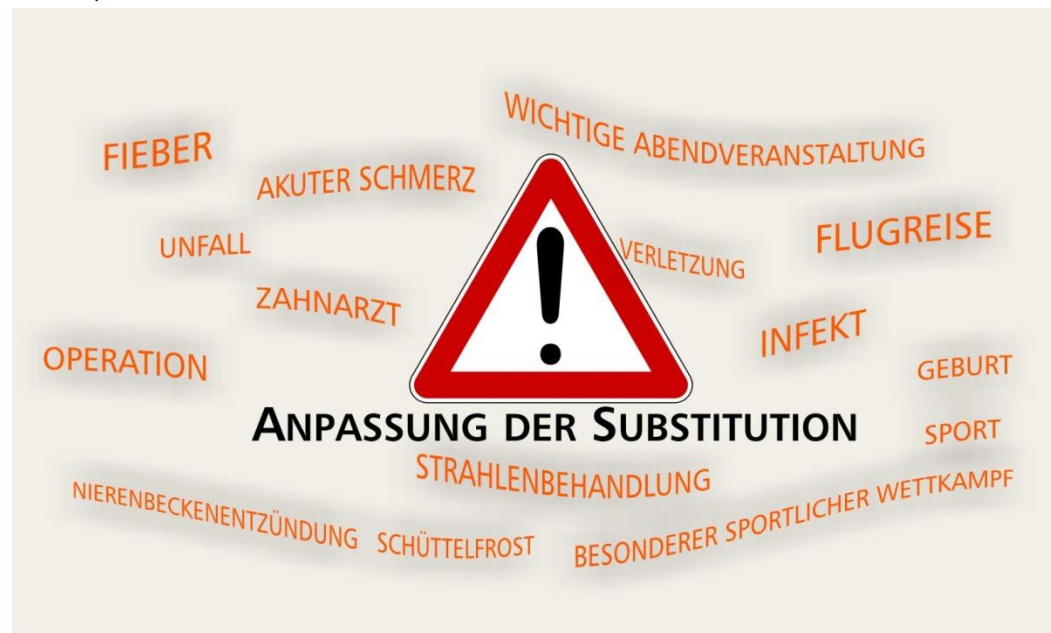 WICHTIGE ABENDVERANSTALTUNG
FIEBER
AKUTER SCHMERZ
FLUGREISE
UNFALL
VERLETZUNG
ZAHNARZT
INFEKT
OPERATION
GEBURT
ANPASSUNG DER SUBSTITUTION
SPORT
STRAHLENBEHANDLUNG
NIERENBECKENENTZÜNDUNG
SCHÜTTELFROST
BESONDERER SPORTLICHER WETTKAMPF